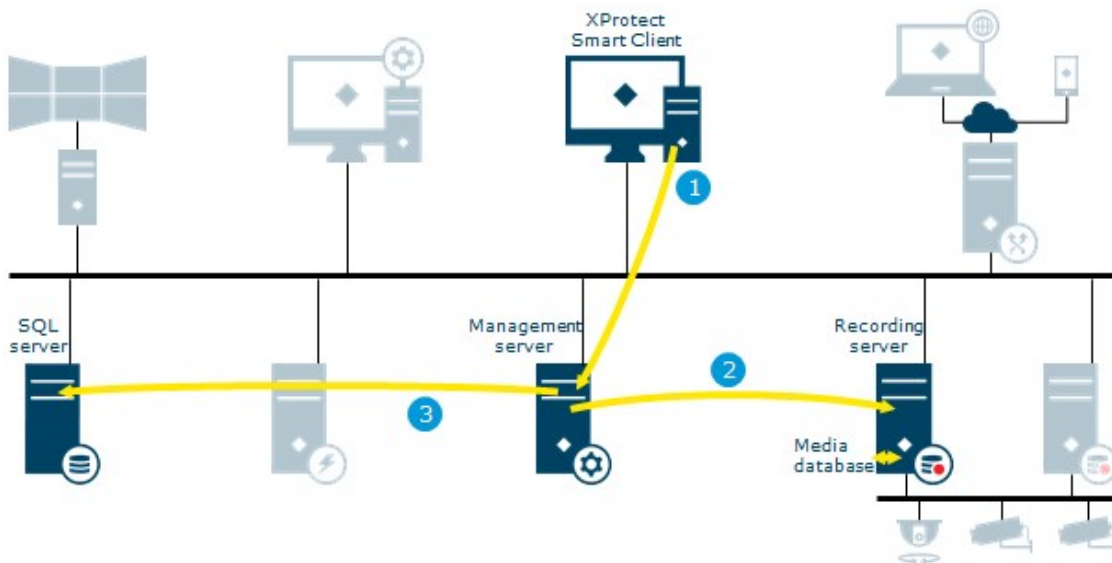 XProtect
Smart Client
1
SQL
server
Management
server
Recording
server
2
3
Media
database